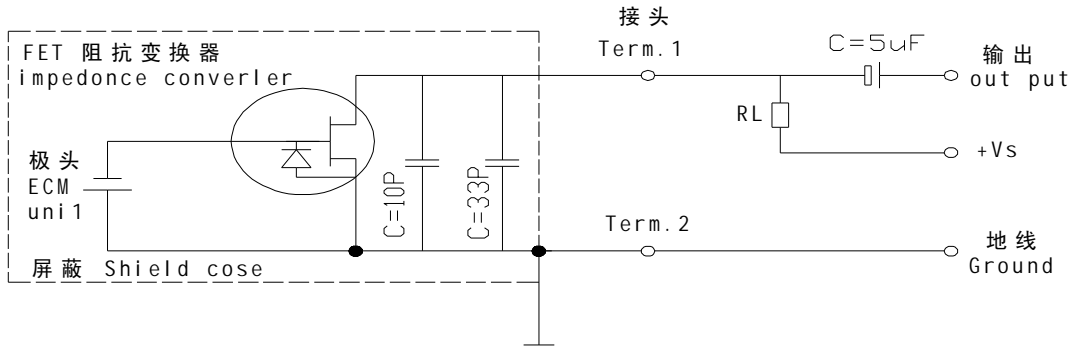 接头
Term.1
C=5uF
输出
out put
FET 阻抗变换器
impedonce converler
RL
+Vs
极头
ECM
uni1
C=10P
C=33P
Term.2
地线
Ground
屏蔽 Shield cose